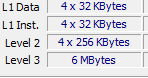 L1 Data 4 x 32 KBytes
L1 Inst. 4 x 32 KBytes
Level 2 4 x 256 KBytes
Level 3 6 MBytes